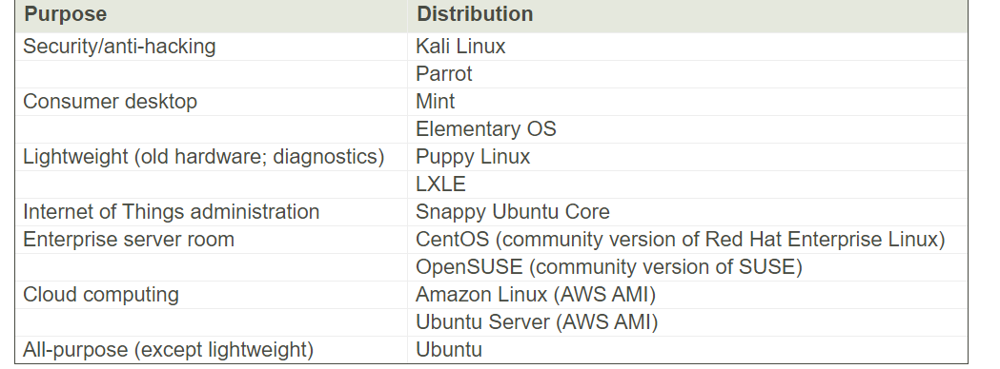 Purpose Distribution
Security/anti-hacking Kali Linux
Parrot
Consumer desktop Mint
Elementary OS
Lightweight (old hardware; diagnostics) Puppy Linux
LXLE
Internet of Things administration Snappy Ubuntu Core
Enterprise server room CentOS (community version of Red Hat Enterprise Linux)
OpenSUSE (community version of SUSE)
Cloud computing Amazon Linux (AWS AMI)
Ubuntu Server (AWS AMI)
All-purpose (except lightweight) Ubuntu